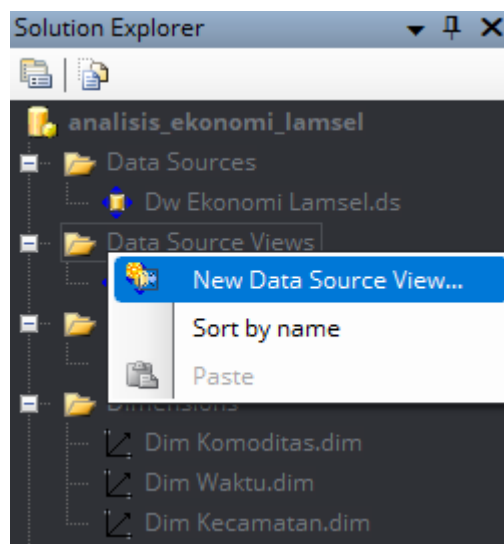 Solution Explorer
analisis_ekonomi_lamsel
Data Sources
Dw Ekonomi Lamsel.ds
Data Source Views
New Data Source View...
Sort by name
Paste
Dimensions
Dim Komoditas.dim
Dim Waktu.dim
Dim Kecamatan.dim